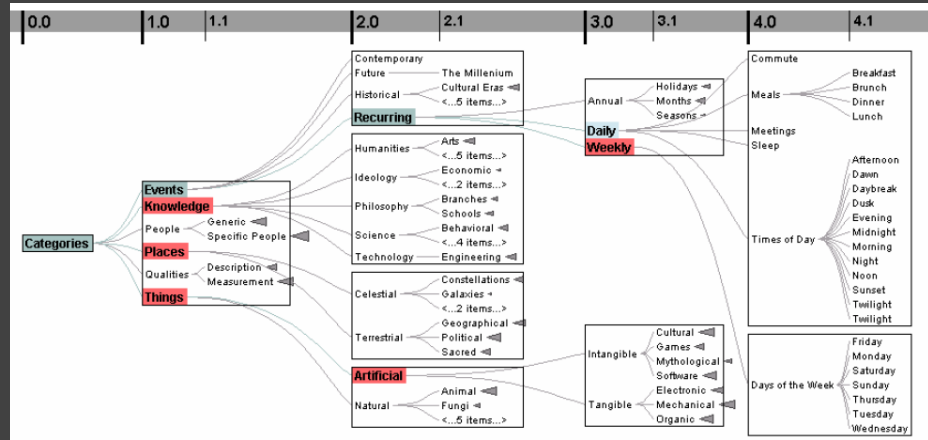 0.0
1.0
1.1
2.0
2.1
3.0
3.1
4.0
4.1
Categories
Events
Knowledge
People
Generic
Specific People
Places
Qualities
Description
Measurement
Things
Contemporary
Future
The Millenium
Historical
Cultural Eras
<...5 items...>
Recurring
Humanities
Arts
<...5 items...>
Ideology
Economic
<...2 items...>
Philosophy
Branches
Schools
Science
Behavioral
<...4 items...>
Technology
Engineering
Celestial
Constellations
Galaxies
<...2 items...>
Terrestrial
Geographical
Political
Sacred
Artificial
Natural
Animal
Fungi
<...5 items...>
Annual
Holidays
Months
Seasons
Daily
Weekly
Intangible
Cultural
Games
Mythological
Software
Tangible
Electronic
Mechanical
Organic
Commute
Meals
Breakfast
Brunch
Dinner
Lunch
Meetings
Sleep
Times of Day
Afternoon
Dawn
Daybreak
Dusk
Evening
Midnight
Morning
Night
Noon
Sunset
Twilight
Twilight
Days of the Week
Friday
Monday
Saturday
Sunday
Thursday
Tuesday
Wednesday